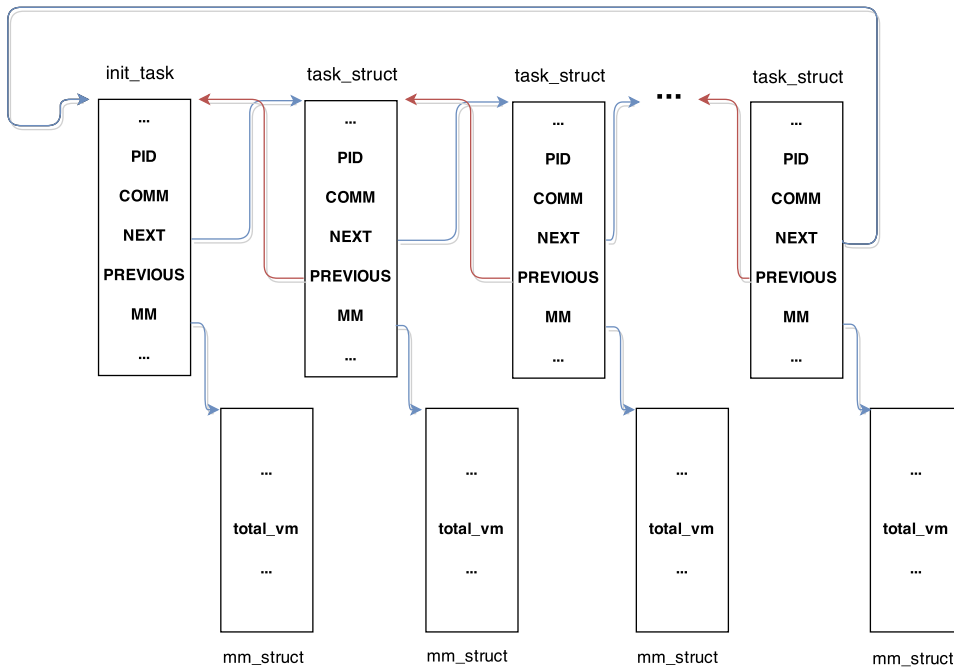 init_task
task_struct
task_struct
task_struct
...
...
PID
COMM
NEXT
PREVIOUS
MM
...
...
PID
COMM
NEXT
PREVIOUS
MM
...
...
PID
COMM
NEXT
PREVIOUS
MM
...
...
PID
COMM
NEXT
PREVIOUS
MM
...
...
total_vm
...
mm_struct
...
total_vm
...
mm_struct
...
total_vm
...
mm_struct
...
total_vm
...
mm_struct